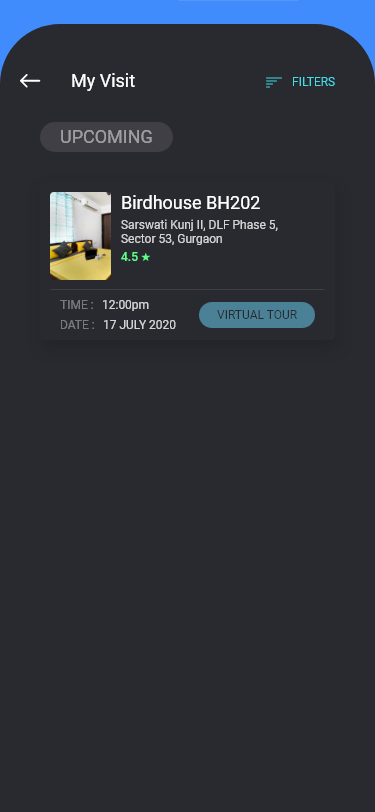 My Visit
FILTERS
UPCOMING
Birdhouse BH202
Sarswati Kunj II, DLF Phase 5,
Sector 53, Gurgaon
4.5 ★
TIME : 12:00pm
DATE : 17 JULY 2020
VIRTUAL TOUR